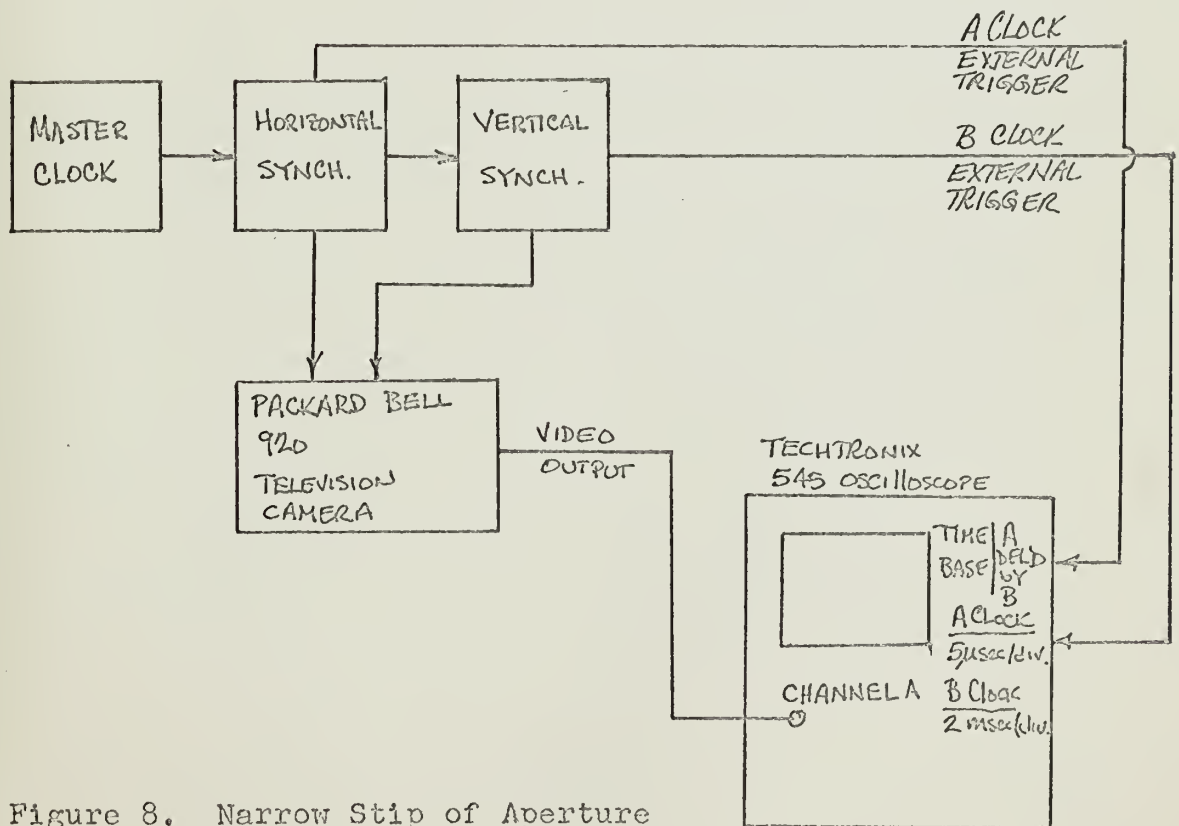 A CLOCK
EXTERNAL
TRIGGER
MASTER
CLOCK
HORIZONTAL
SYNCH.
VERTICAL
SYNCH.
B CLOCK
EXTERNAL
TRIGGER
PACKARD BELL
920
TELEVISION
CAMERA
VIDEO
OUTPUT
TECHTRONIX
545 OSCILLOSCOPE
TIME BASE
A
DELD
BY
B
A CLOCK
5μsec/div.
CHANNEL A
B Clock
2 msec/div.
Figure 8. Narrow Stip of Aperture